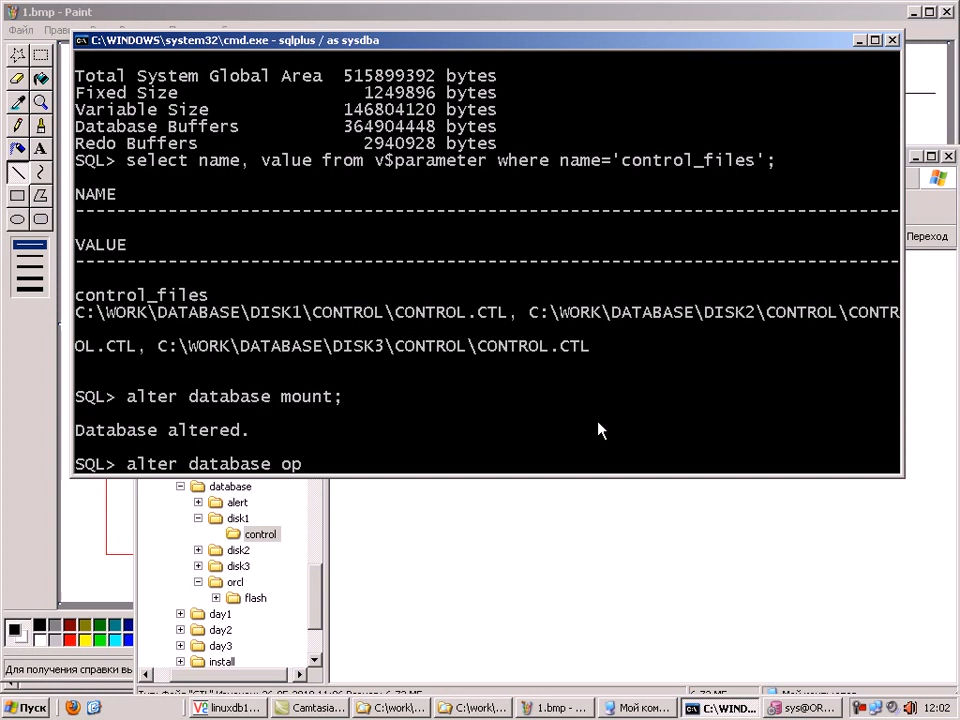 1.bmp - Paint
Файл
C:\WINDOWS\system32\cmd.exe - sqlplus / as sysdba
Total System Global Area 515899392 bytes
Fixed Size 1249896 bytes
Variable Size 146804120 bytes
Database Buffers 364904448 bytes
Redo Buffers 2940928 bytes
SQL> select name, value from v$parameter where name='control_files';
NAME
--------------------------------------------------------------------------------
VALUE
--------------------------------------------------------------------------------
control_files
C:\WORK\DATABASE\DISK1\CONTROL\CONTROL.CTL, C:\WORK\DATABASE\DISK2\CONTROL\CONTR
OL.CTL, C:\WORK\DATABASE\DISK3\CONTROL\CONTROL.CTL
SQL> alter database mount;
Database altered.
SQL> alter database op
Переход
database
alert
disk1
control
disk2
disk3
orcl
flash
day1
day2
day3
install
Для получения справки вы
Пуск
linuxdb1...
Camtasia...
C:\work\...
C:\work\...
1.bmp - ...
Мой ком...
C:\WIND...
sys@OR...
12:02